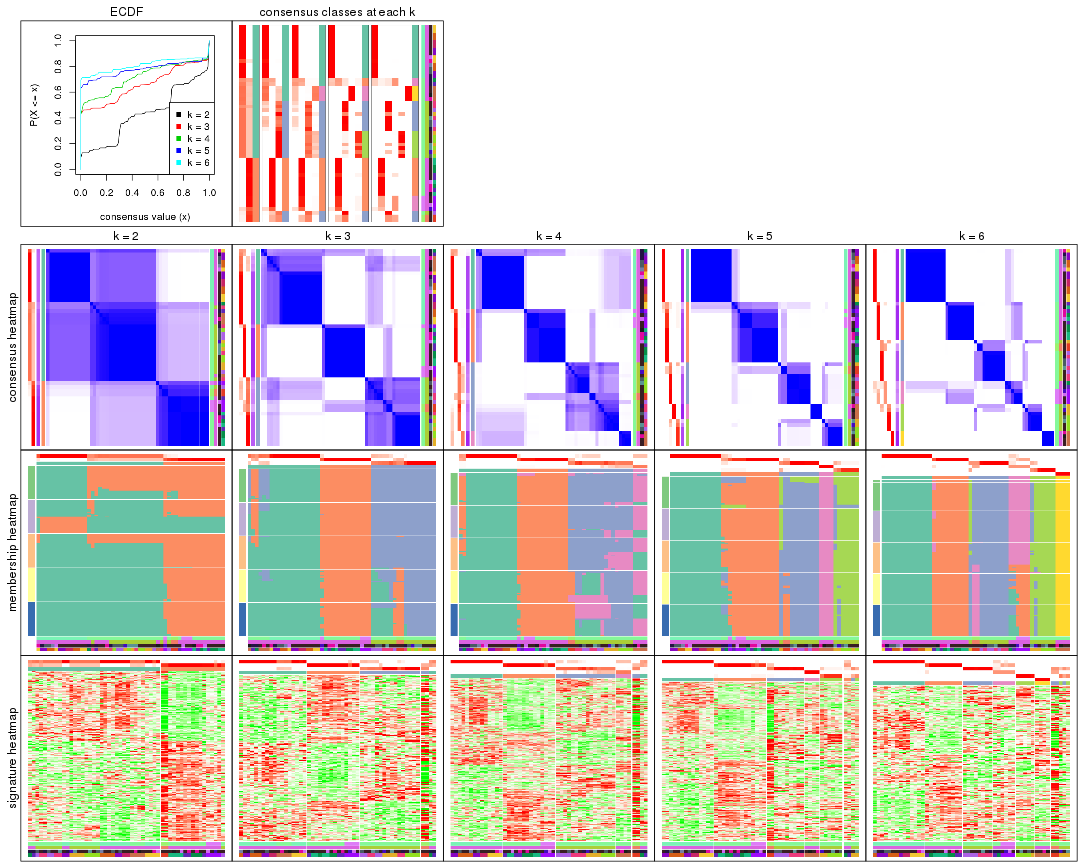 ECDF
consensus classes at each k
P(X <= x)
0.0 0.2 0.4 0.6 0.8 1.0
k = 2
k = 3
k = 4
k = 5
k = 6
0.0 0.2 0.4 0.6 0.8 1.0
consensus value (x)
k = 2 k = 3 k = 4 k = 5 k = 6
consensus heatmap
membership heatmap
signature heatmap